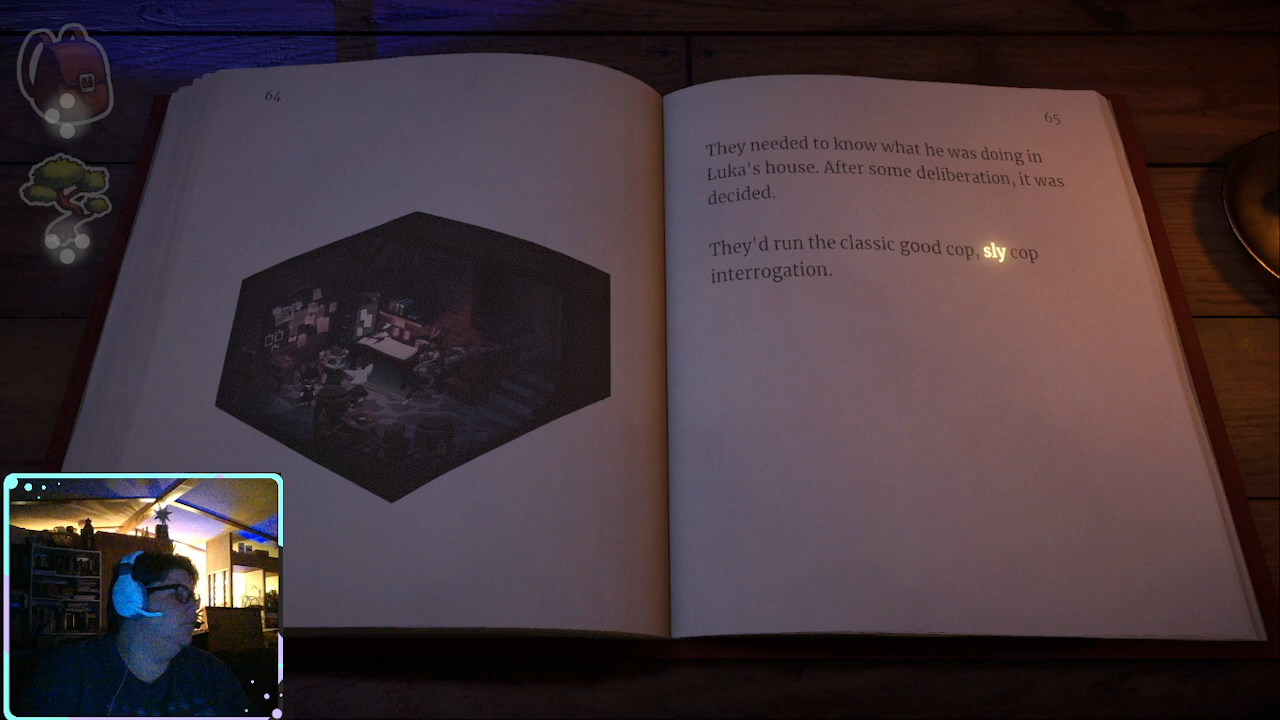 64
65
They needed to know what he was doing in
Luka's house. After some deliberation, it was
decided.
They'd run the classic good cop, sly cop
interrogation.